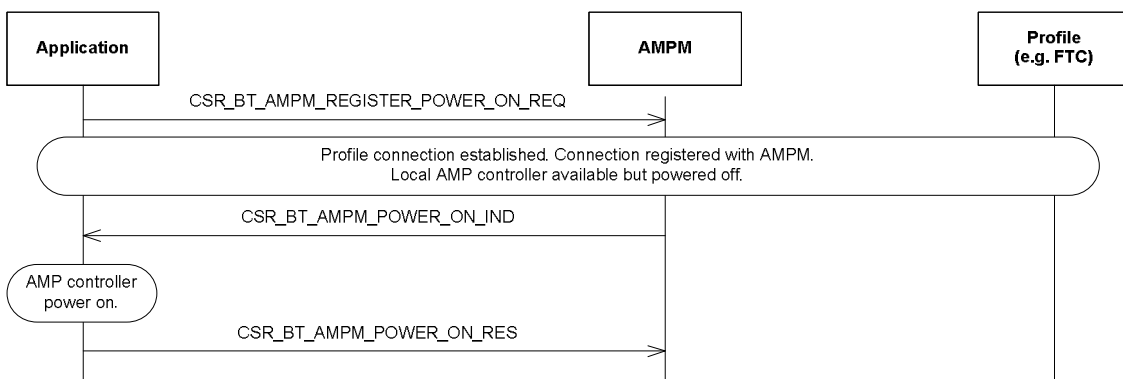 Application
AMPM
Profile
(e.g. FTC)
CSR_BT_AMPM_REGISTER_POWER_ON_REQ
Profile connection established. Connection registered with AMPM.
Local AMP controller available but powered off.
CSR_BT_AMPM_POWER_ON_IND
AMP controller
power on.
CSR_BT_AMPM_POWER_ON_RES